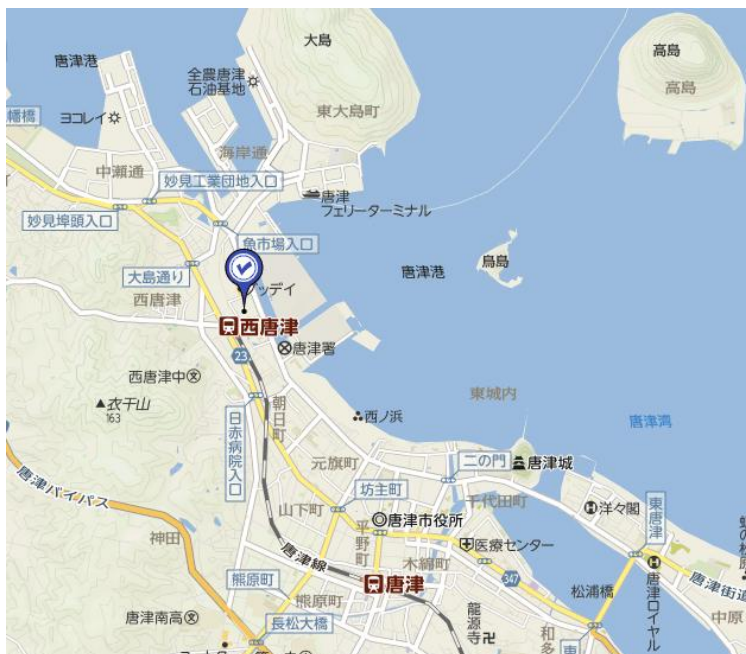 大島
高島
高島
唐津港
全農唐津
石油基地
東大島町
ヨコレイ
幡橋
海岸通
中瀬通
妙見工業団地入口
唐津
フェリーターミナル
妙見埠頭入口
魚市場入口
大島通り
唐津港
鳥島
西唐津
西唐津
唐津署
23
西唐津中
衣干山
163
朝日町
東城内
西ノ浜
唐津湾
日赤病院入口
元旗町
二の門
唐津城
唐津バイパス
坊主町
千代田町
洋々閣
東唐津
山下町
唐津市役所
神田
平野町
医療センター
唐津線
木綿町
347
唐津街道
熊原町
唐津
松浦橋
唐津ロイヤル
熊原町
中原
唐津南高
長松大橋
龍源
寺
和多
東